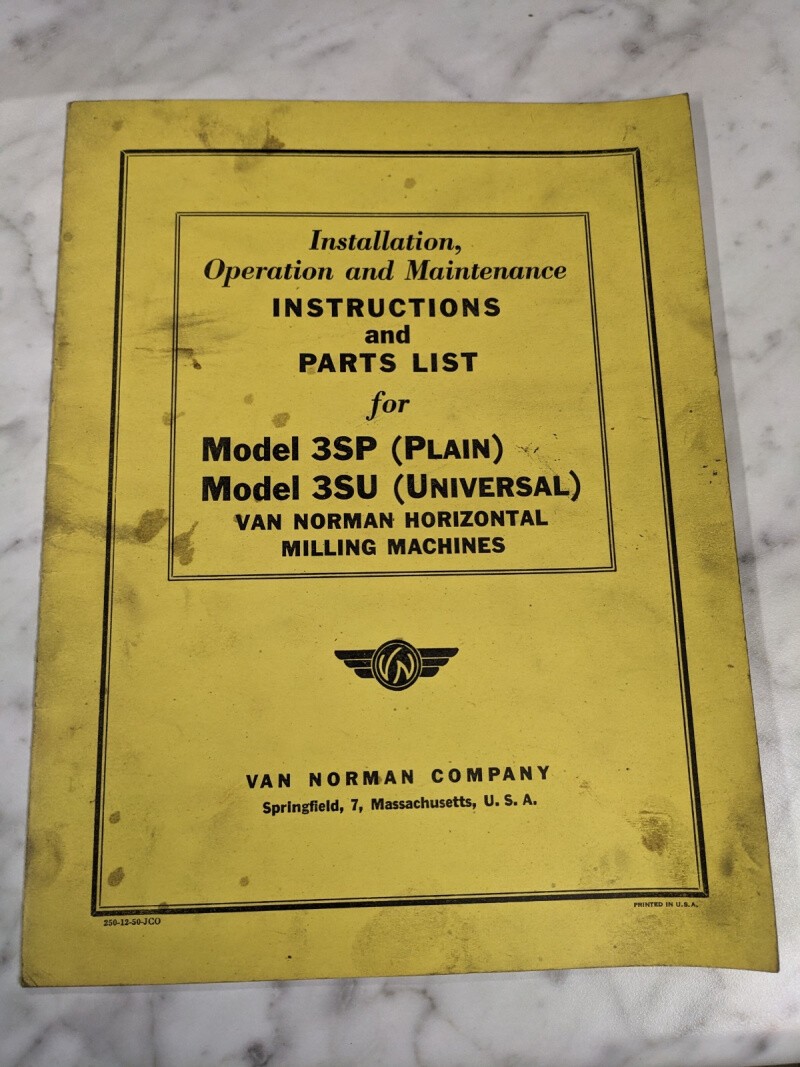 Installation,
Operation and Maintenance
INSTRUCTIONS
and
PARTS LIST
for
Model 3SP (PLAIN)
Model 3SU (UNIVERSAL)
VAN NORMAN HORIZONTAL
MILLING MACHINES
VN
VAN NORMAN COMPANY
Springfield, 7, Massachusetts, U. S. A.
250-12-50-JCO
PRINTED IN U.S.A.